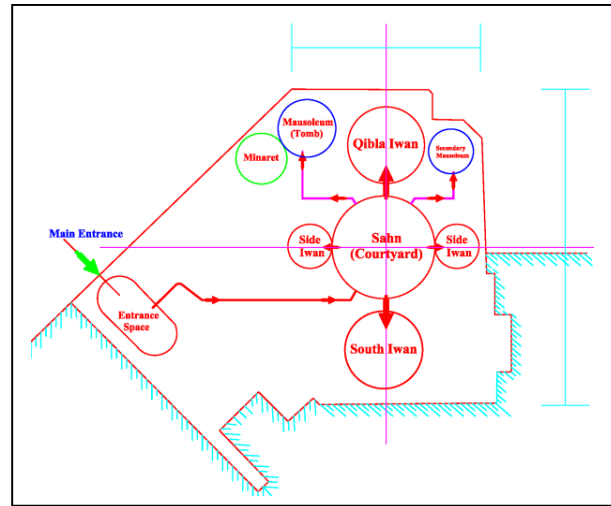 Mausoleum
(Tomb)
Minaret
Qibla Iwan
Secondary
Mausoleum
Main Entrance
Side
Iwan
Sahn
(Courtyard)
Side
Iwan
Entrance
Space
South Iwan